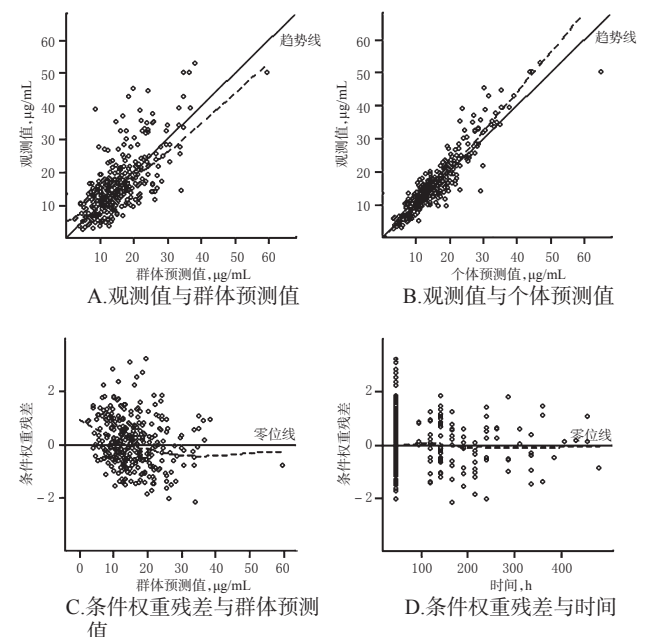 60
50
40
30
20
10
观测值,μg/mL
趋势线
10 20 30 40 50 60
群体预测值,μg/mL
A.观测值与群体预测值
60
50
40
30
20
10
观测值,μg/mL
趋势线
10 20 30 40 50 60
个体预测值,μg/mL
B.观测值与个体预测值
2
0
-2
条件权重残差
零位线
0 10 20 30 40 50 60
群体预测值,μg/mL
C.条件权重残差与群体预测
值
2
0
-2
条件权重残差
零位线
100 200 300 400
时间,h
D.条件权重残差与时间